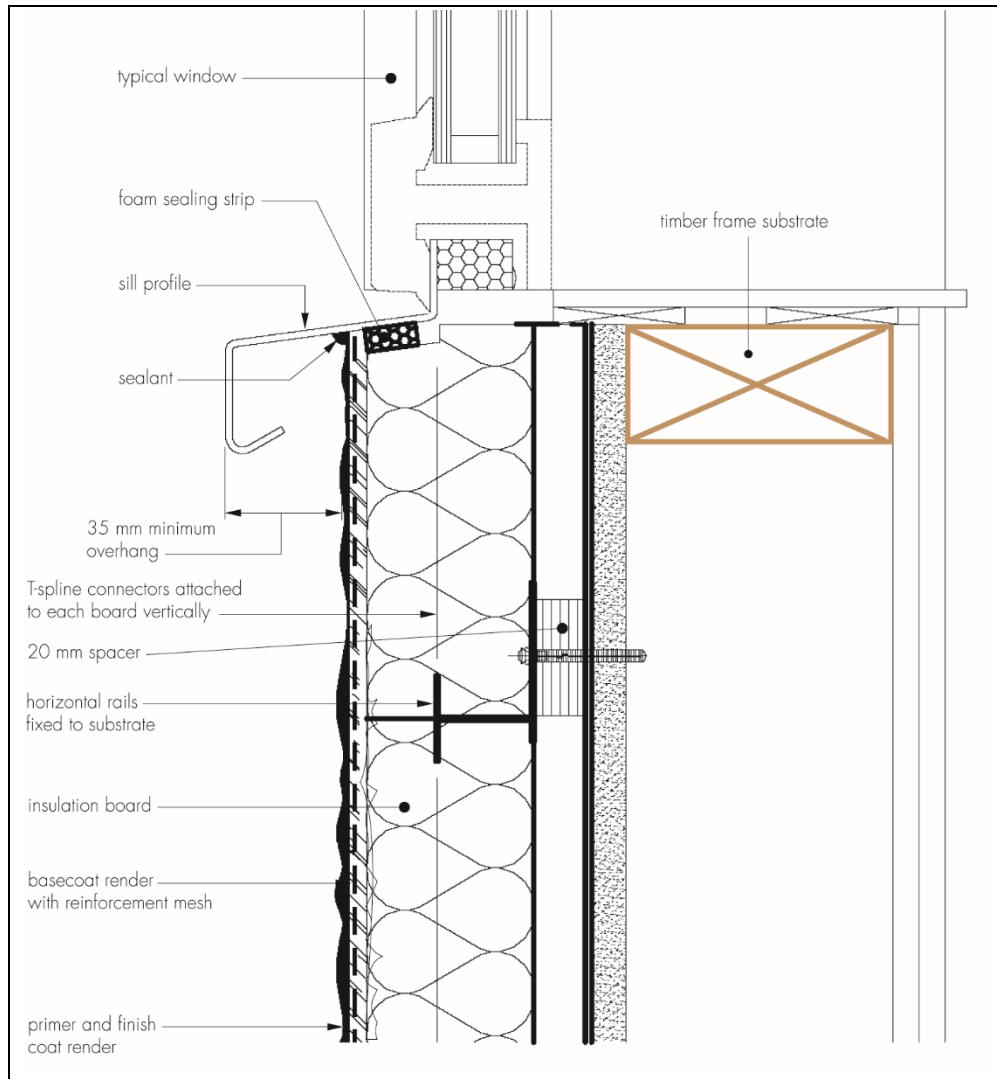 typical window
foam sealing strip
timber frame substrate
sill profile
sealant
35 mm minimum
overhang
T-spline connectors attached
to each board vertically
20 mm spacer
horizontal rails
fixed to substrate
insulation board
basecoat render
with reinforcement mesh
primer and finish
coat render